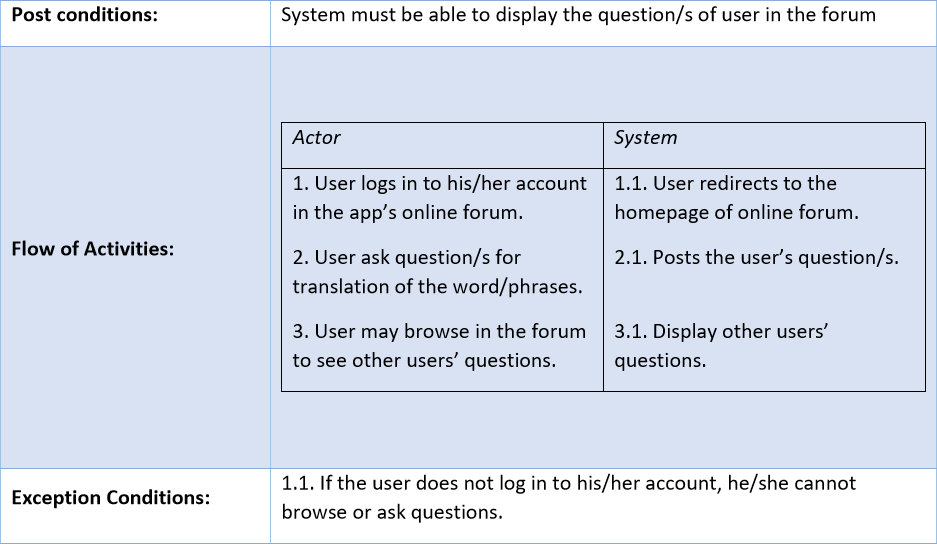 Post conditions:
System must be able to display the question/s of user in the forum
Flow of Activities:
Actor
System
1. User logs in to his/her account
in the app’s online forum.
1.1. User redirects to the
homepage of online forum.
2. User ask question/s for
translation of the word/phrases.
2.1. Posts the user’s question/s.
3. User may browse in the forum
to see other users’ questions.
3.1. Display other users’
questions.
Exception Conditions:
1.1. If the user does not log in to his/her account, he/she cannot
browse or ask questions.